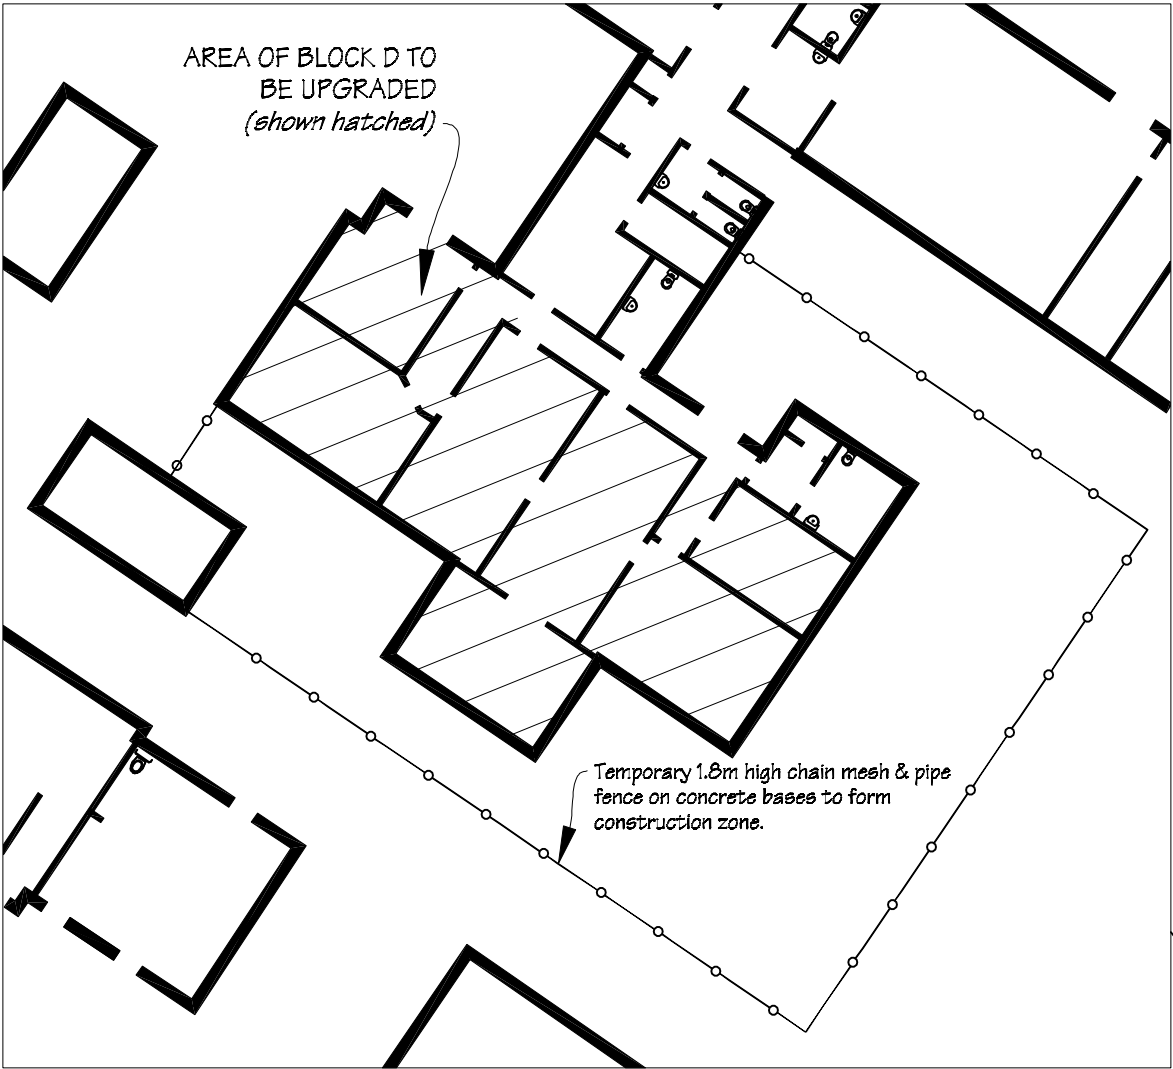 AREA OF BLOCK D TO
BE UPGRADED
(shown hatched)
Temporary 1.8m high chain mesh & pipe
fence on concrete bases to form
construction zone.